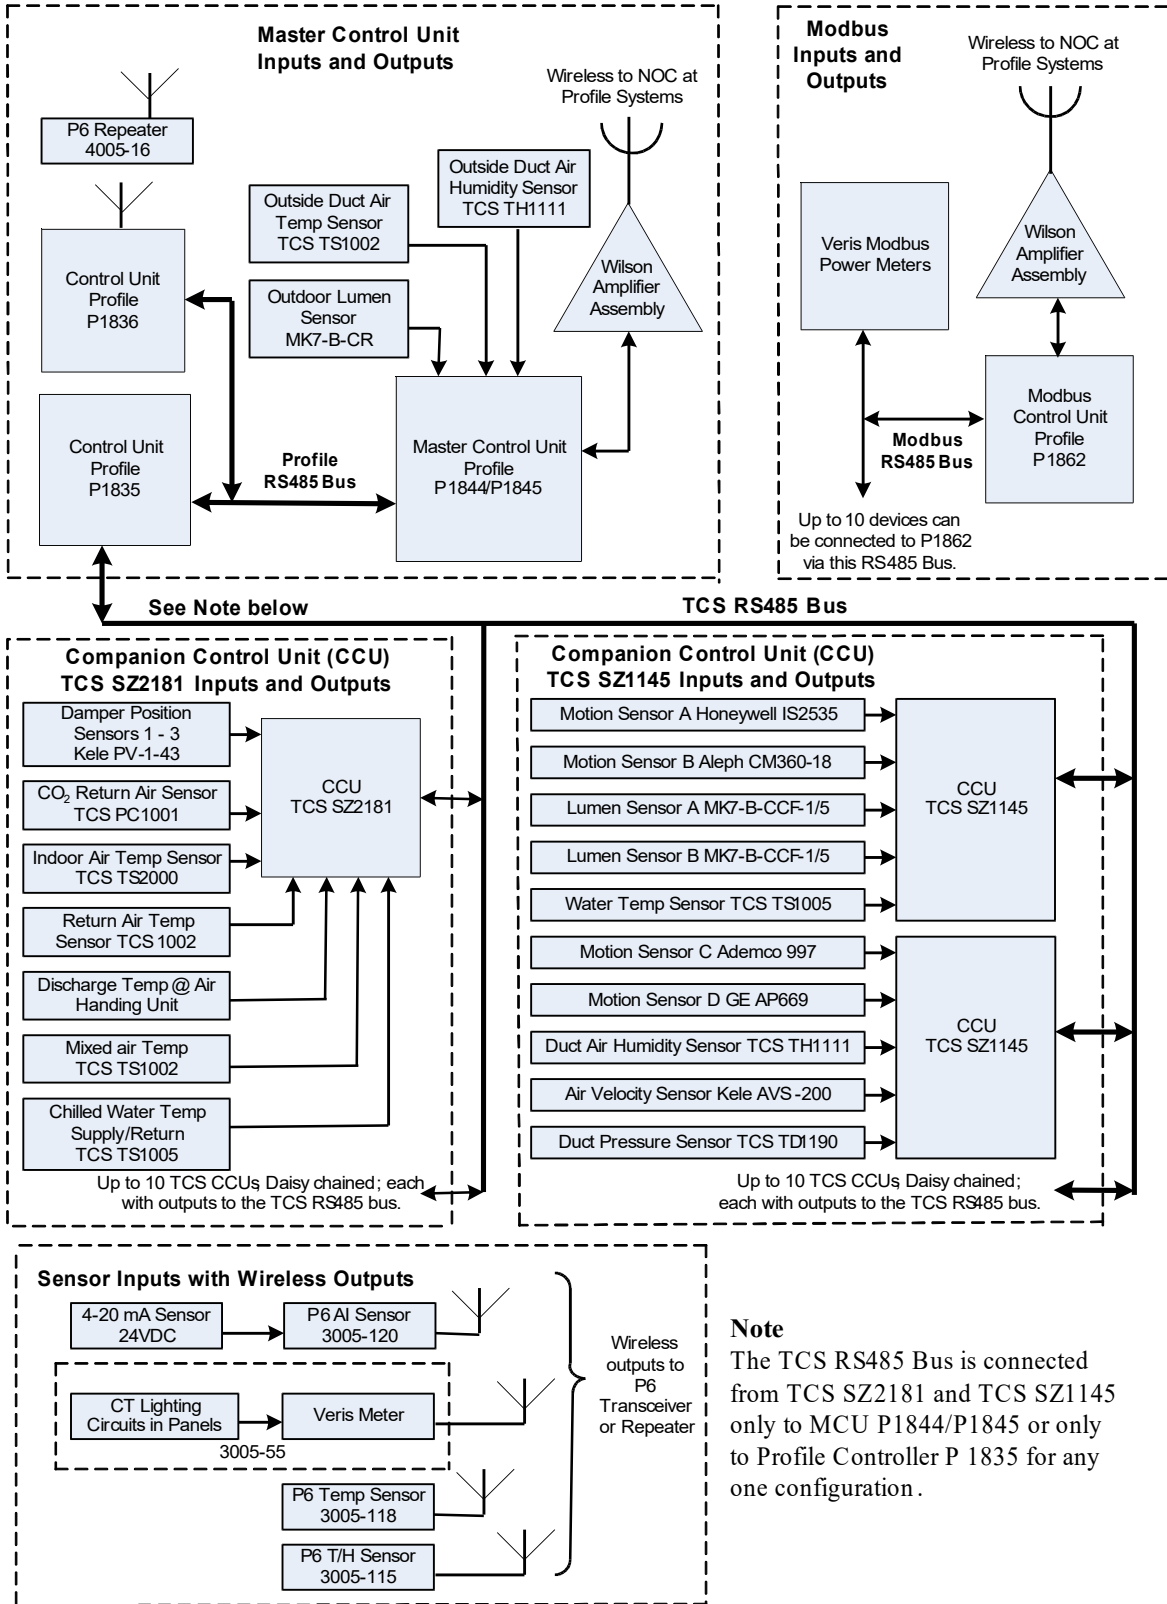 Master Control Unit
Inputs and Outputs
Wireless to NOC at
Profile Systems
P6 Repeater
4005-16
Outside Duct Air
Humidity Sensor
TCS TH1111
Outside Duct Air
Temp Sensor
TCS TS1002
Outdoor Lumen
Sensor
MK7-B-CR
Control Unit
Profile
P1836
Wilson
Amplifier
Assembly
Control Unit
Profile
P1835
Profile
RS485 Bus
Master Control Unit
Profile
P1844/P1845
Modbus
Inputs and
Outputs
Wireless to NOC at
Profile Systems
Veris Modbus
Power Meters
Wilson
Amplifier
Assembly
Modbus
RS485 Bus
Modbus
Control Unit
Profile
P1862
Up to 10 devices can
be connected to P1862
via this RS485 Bus.
See Note below
TCS RS485 Bus
Companion Control Unit (CCU)
TCS SZ2181 Inputs and Outputs
Damper Position
Sensors 1 - 3
Kele PV-1-43
CO2 Return Air Sensor
TCS PC1001
Indoor Air Temp Sensor
TCS TS2000
Return Air Temp
Sensor TCS 1002
Discharge Temp @ Air
Handing Unit
Mixed air Temp
TCS TS1002
Chilled Water Temp
Supply/Return
TCS TS1005
CCU
TCS SZ2181
Up to 10 TCS CCUs, Daisy chained; each
with outputs to the TCS RS485 bus.
Companion Control Unit (CCU)
TCS SZ1145 Inputs and Outputs
Motion Sensor A Honeywell IS2535
Motion Sensor B Aleph CM360-18
Lumen Sensor A MK7-B-CCF-1/5
Lumen Sensor B MK7-B-CCF-1/5
Water Temp Sensor TCS TS1005
CCU
TCS SZ1145
Motion Sensor C Ademco 997
Motion Sensor D GE AP669
Duct Air Humidity Sensor TCS TH1111
Air Velocity Sensor Kele AVS-200
Duct Pressure Sensor TCS TD1190
CCU
TCS SZ1145
Up to 10 TCS CCUs, Daisy chained;
each with outputs to the TCS RS485 bus.
Sensor Inputs with Wireless Outputs
4-20 mA Sensor
24VDC
P6 AI Sensor
3005-120
CT Lighting
Circuits in Panels
Veris Meter
3005-55
P6 Temp Sensor
3005-118
P6 T/H Sensor
3005-115
Wireless
outputs to
P6
Transceiver
or Repeater
Note
The TCS RS485 Bus is connected
from TCS SZ2181 and TCS SZ1145
only to MCU P1844/P1845 or only
to Profile Controller P 1835 for any
one configuration.